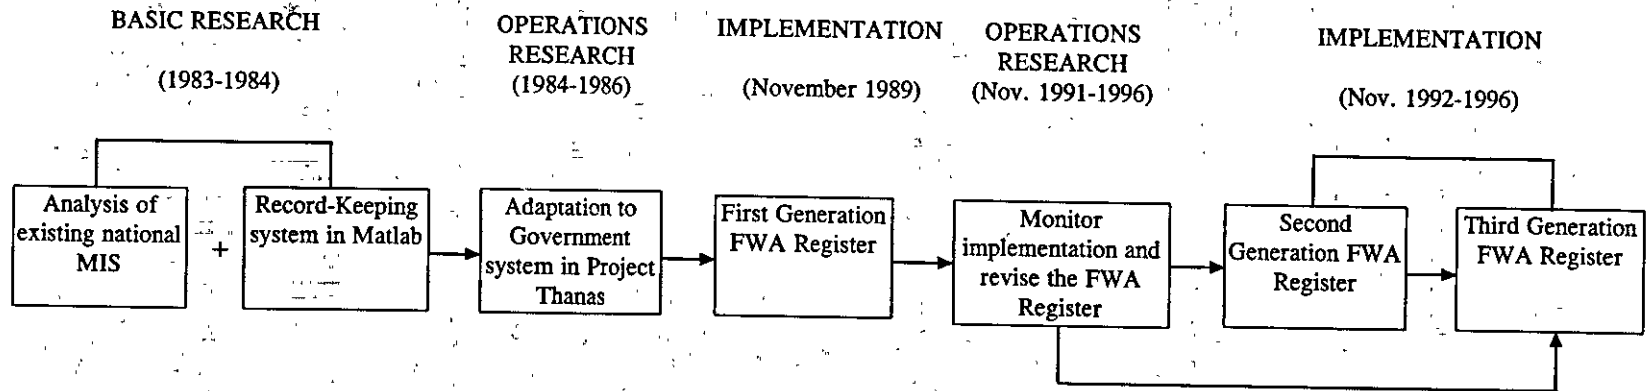 BASIC RESEARCH
(1983-1984)
OPERATIONS
RESEARCH
(1984-1986)
IMPLEMENTATION
(November 1989)
OPERATIONS
RESEARCH
(Nov. 1991-1996)
IMPLEMENTATION
(Nov. 1992-1996)
Analysis of
existing national
MIS
+
Record-Keeping
system in Matlab
Adaptation to
Government
system in Project
Thanas
First Generation
FWA Register
Monitor
implementation and
revise the FWA
Register
Second
Generation FWA
Register
Third Generation
FWA Register